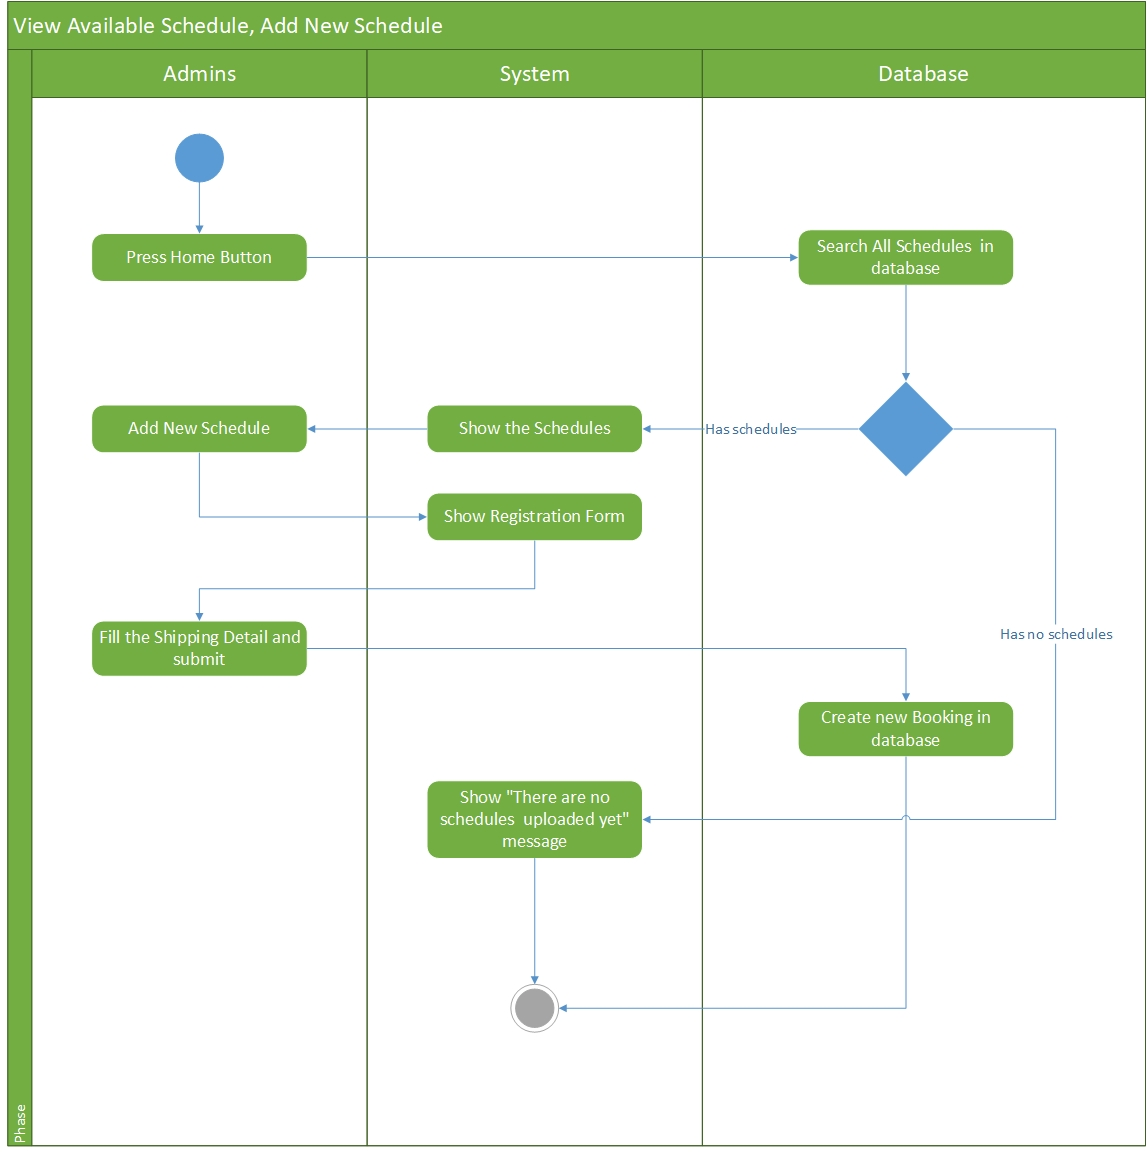 View Available Schedule, Add New Schedule
Admins
System
Database
Press Home Button
Search All Schedules  in
database
Add New Schedule
Show the Schedules
Has schedules
Show Registration Form
Fill the Shipping Detail and
submit
Has no schedules
Create new Booking in
database
Show "There are no
schedules  uploaded yet"
message
Phase